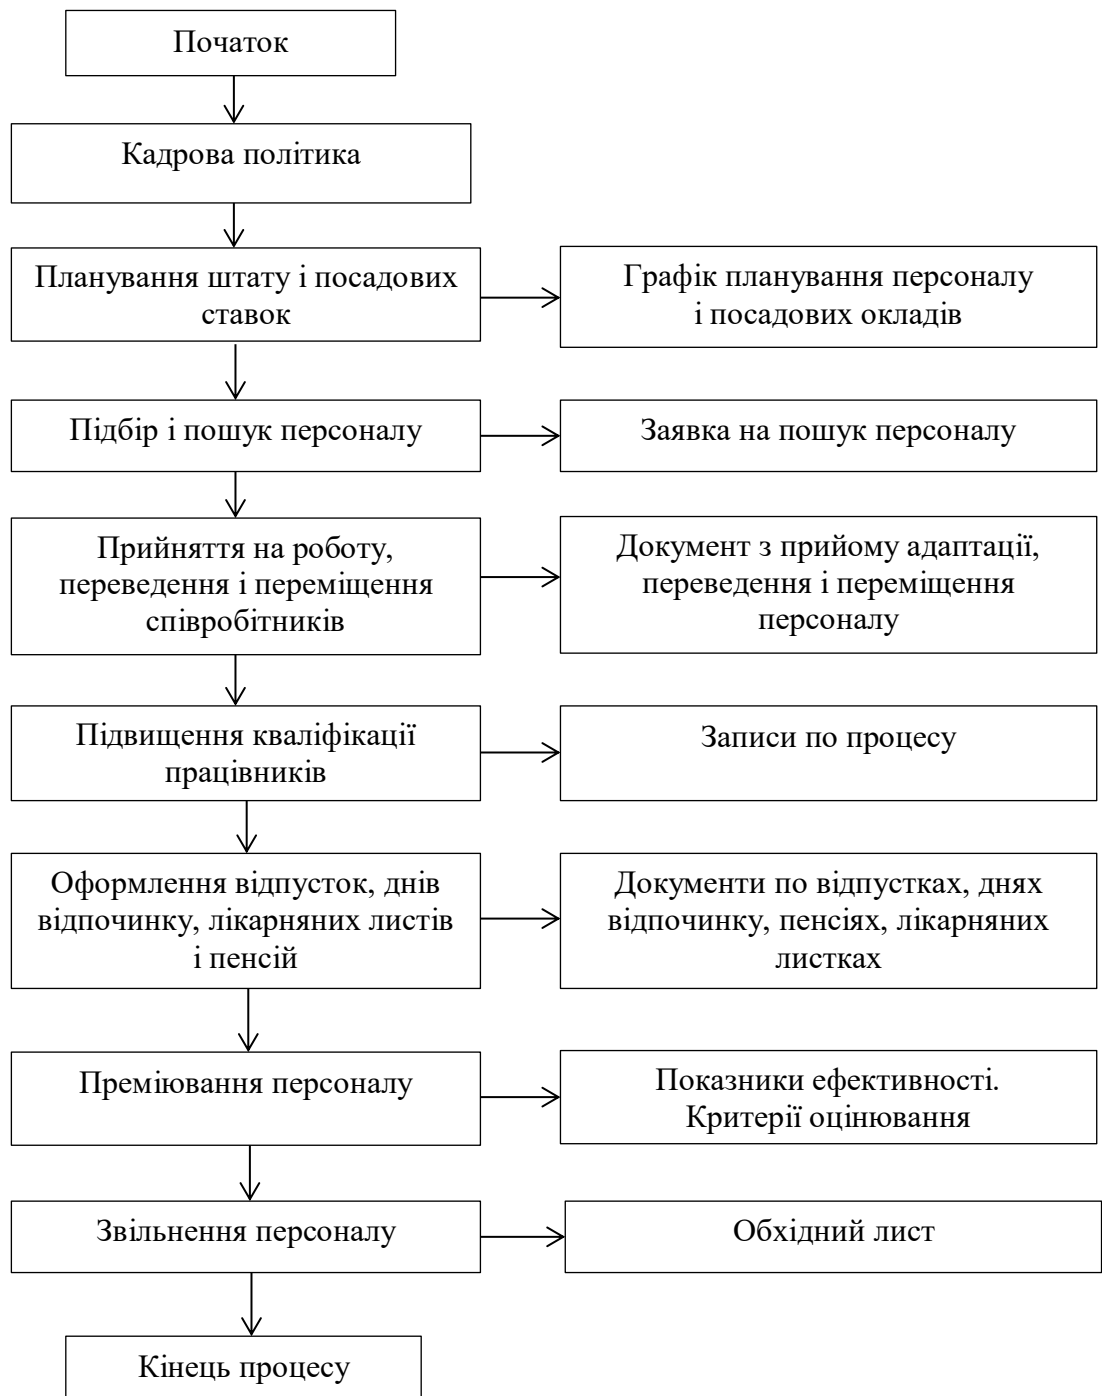 Початок
Кадрова політика
Планування штату і посадових
ставок
Графік планування персоналу
і посадових окладів
Підбір і пошук персоналу
Заявка на пошук персоналу
Прийняття на роботу,
переведення і переміщення
співробітників
Документ з прийому адаптації,
переведення і переміщення
персоналу
Підвищення кваліфікації
працівників
Записи по процесу
Оформлення відпусток, днів
відпочинку, лікарняних листів
і пенсій
Документи по відпустках, днях
відпочинку, пенсіях, лікарняних
листках
Преміювання персоналу
Показники ефективності.
Критерії оцінювання
Звільнення персоналу
Обхідний лист
Кінець процесу